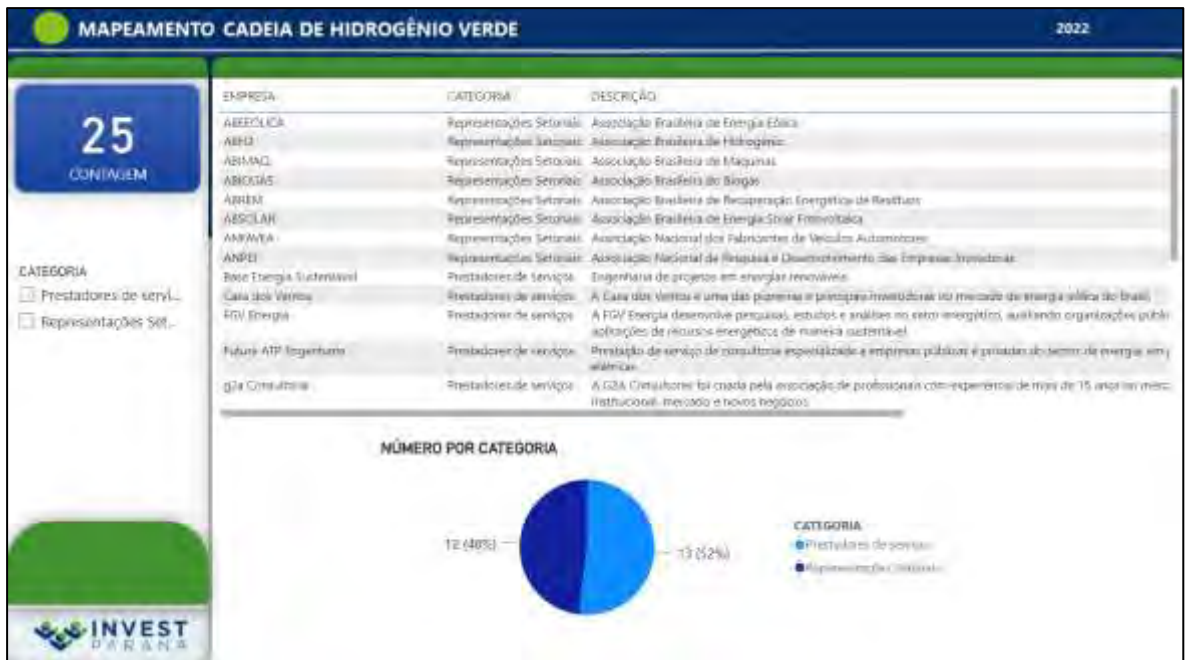 MAPEAMENTO CADEIA DE HIDROGÊNIO VERDE
2022
25
CONTAGEM
CATEGORIA
Prestadores de servi...
Representações Set...
EMPRESA CATEGORIA DESCRIÇÃO
ABEEOLICA Representações Setoriais Associação Brasileira de Energia Eólica
ABH2 Representações Setoriais Associação Brasileira de Hidrogênio
ABIMAQ Representações Setoriais Associação Brasileira de Máquinas
ABIOGÁS Representações Setoriais Associação Brasileira do Biogás
ABREM Representações Setoriais Associação Brasileira de Recuperação Energética de Resíduos
ABSOLAR Representações Setoriais Associação Brasileira de Energia Solar Fotovoltaica
ANFAVEA Representações Setoriais Associação Nacional dos Fabricantes de Veículos Automotores
ANPEI Representações Setoriais Associação Nacional de Pesquisa e Desenvolvimento das Empresas Inovadoras
Base Energia Sustentável Prestadores de serviços Engenharia de projetos em energias renováveis
Casa dos Ventos Prestadores de serviços A Casa dos Ventos é uma das pioneiras e principais investidoras no mercado de energia eólica do Brasil
FGV Energia Prestadores de serviços A FGV Energia desenvolve pesquisas, estudos e análises no setor energético, auxiliando organizações públi
aplicações de recursos energéticos de maneira sustentável.
Future ATP Engenharia Prestadores de serviços Prestação de serviço de consultoria especializada a empresas públicas e privadas do setor de energia em
elétricas
g2a Consultoria Prestadores de serviços A G2A Consultores foi criada pela associação de profissionais com experiência de mais de 15 anos no merc
institucional, mercado e novos negócios
NÚMERO POR CATEGORIA
12 (48%)
13 (52%)
CATEGORIA
Prestadores de serviços
Representações Setoriais
INVEST
PARANÁ